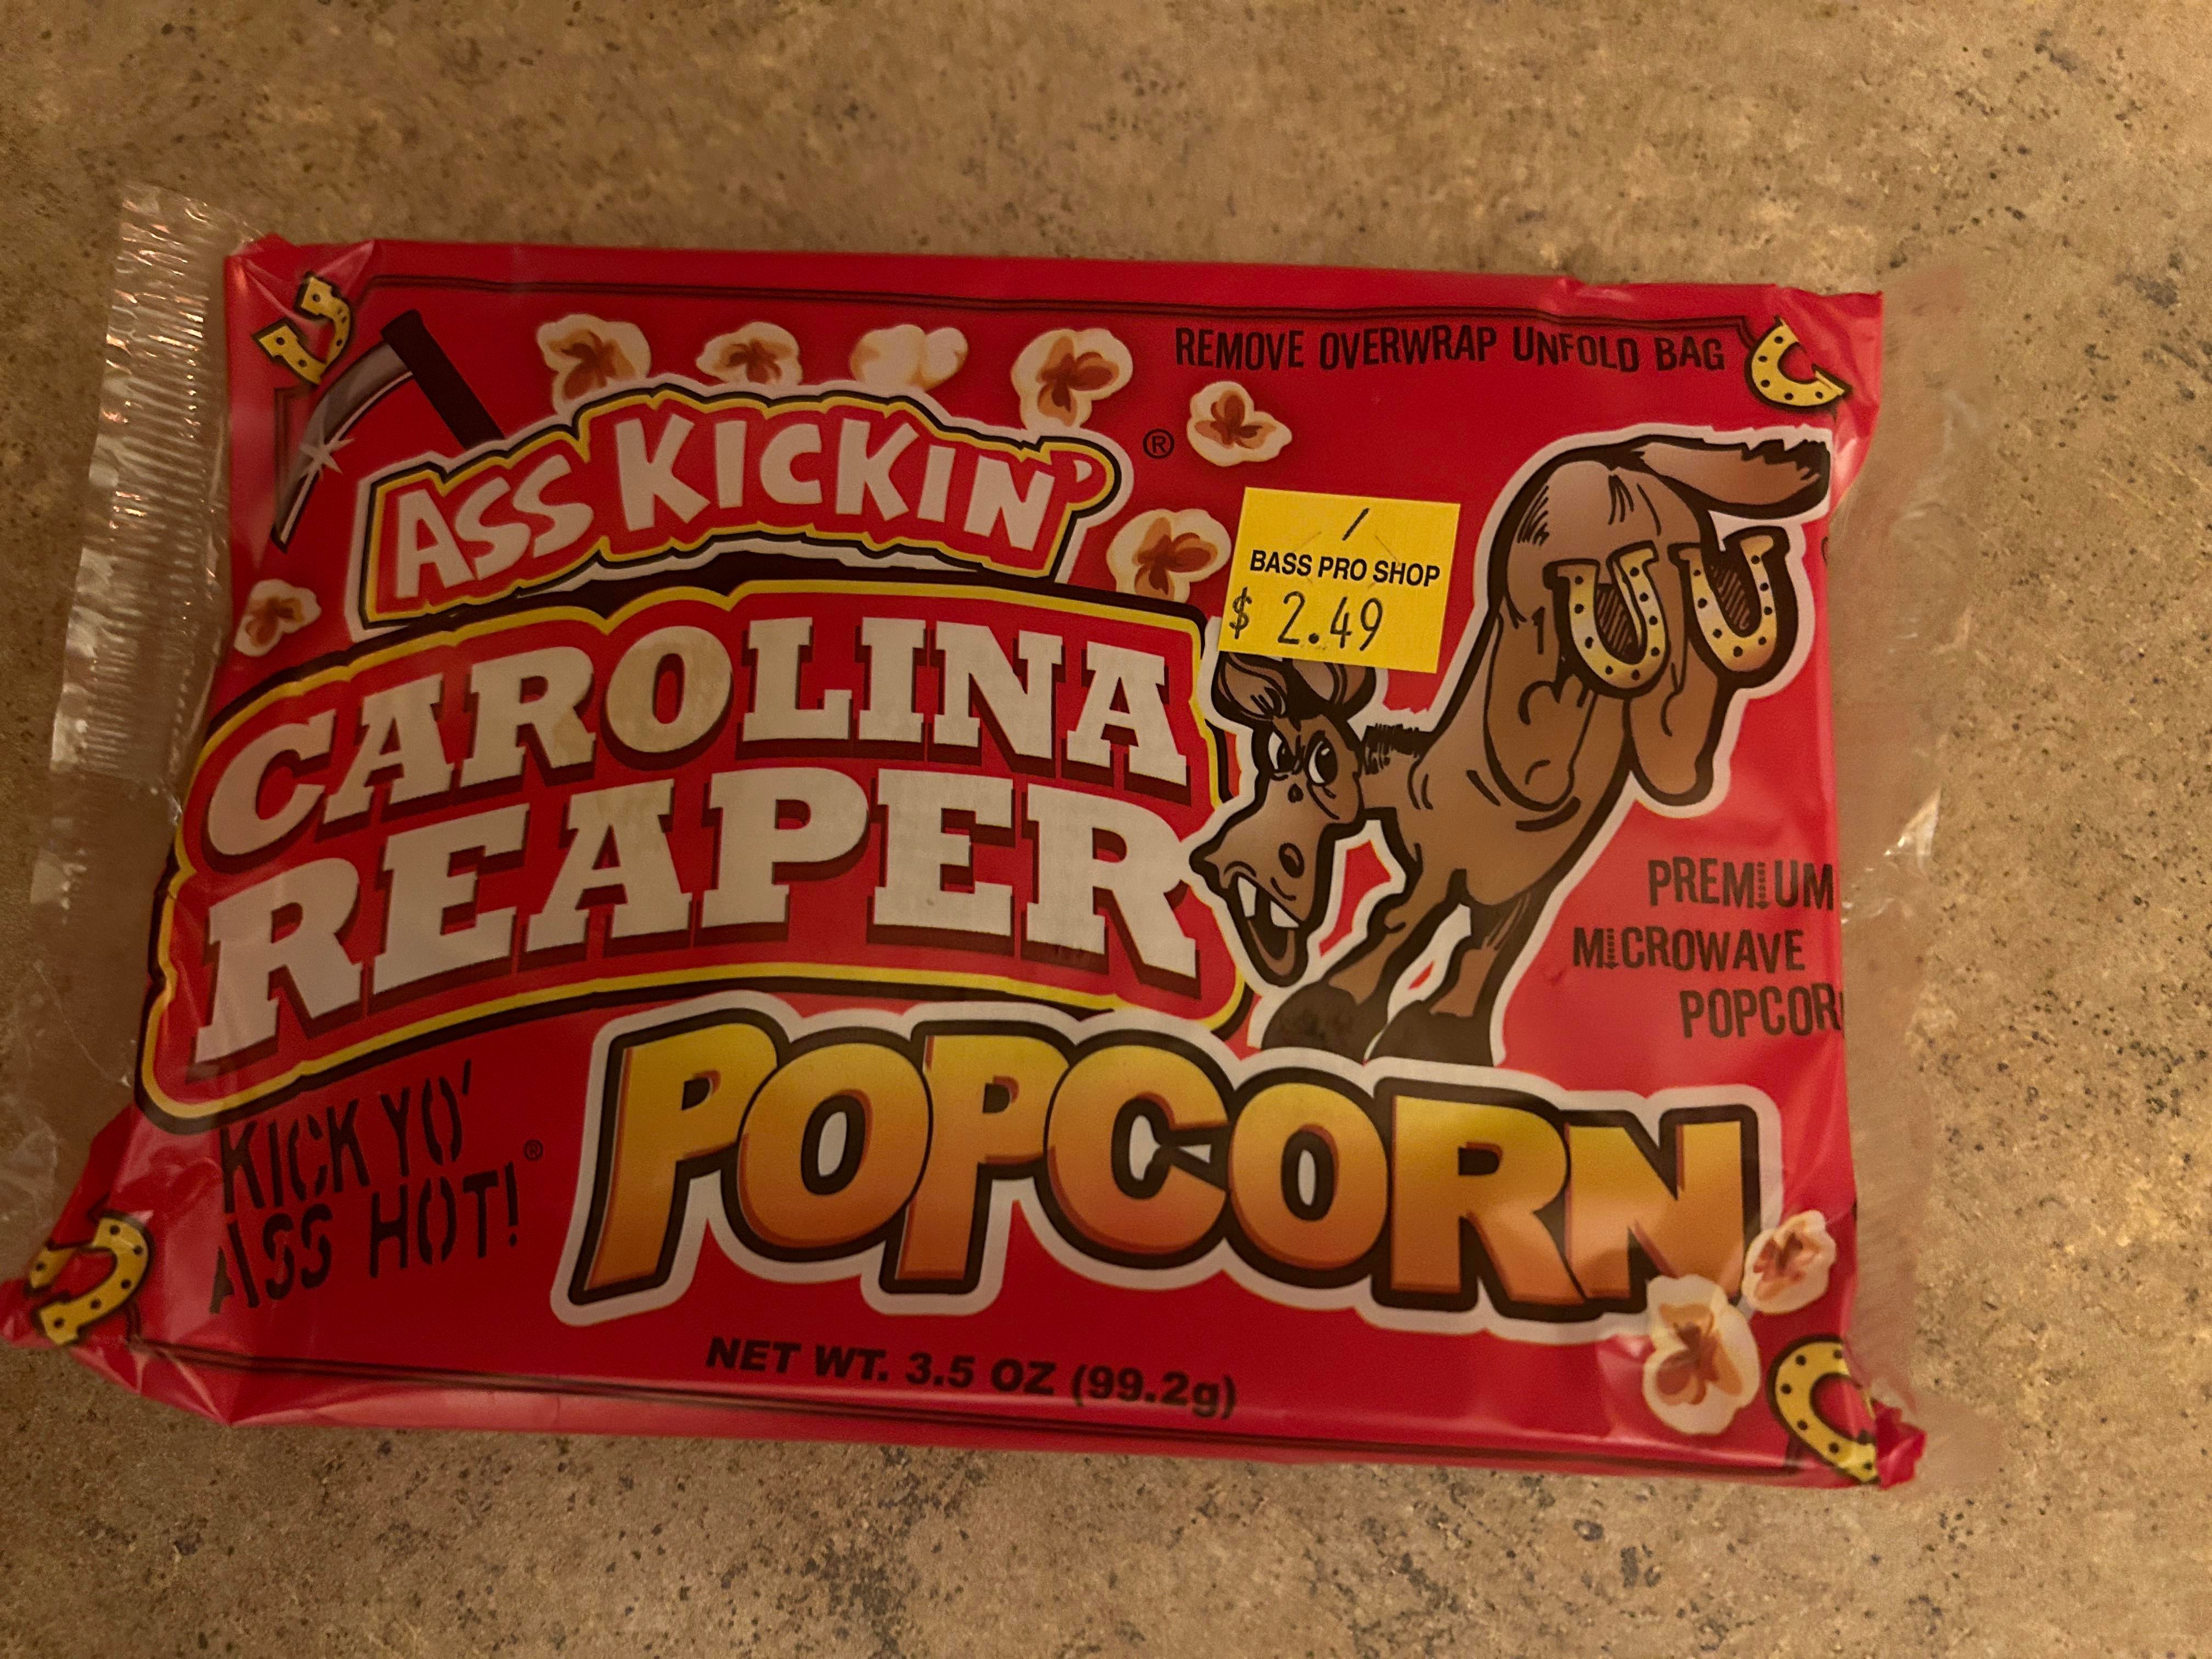 REMOVE OVERWRAP UNFOLD BAG
ASS KICKIN' ®
/
BASS PRO SHOP
$ 2.49
CAROLINA
REAPER
PREMIUM
MICROWAVE
POPCOR
KICK YO'
ASS HOT! ®
POPCORN
NET WT. 3.5 OZ (99.2g)